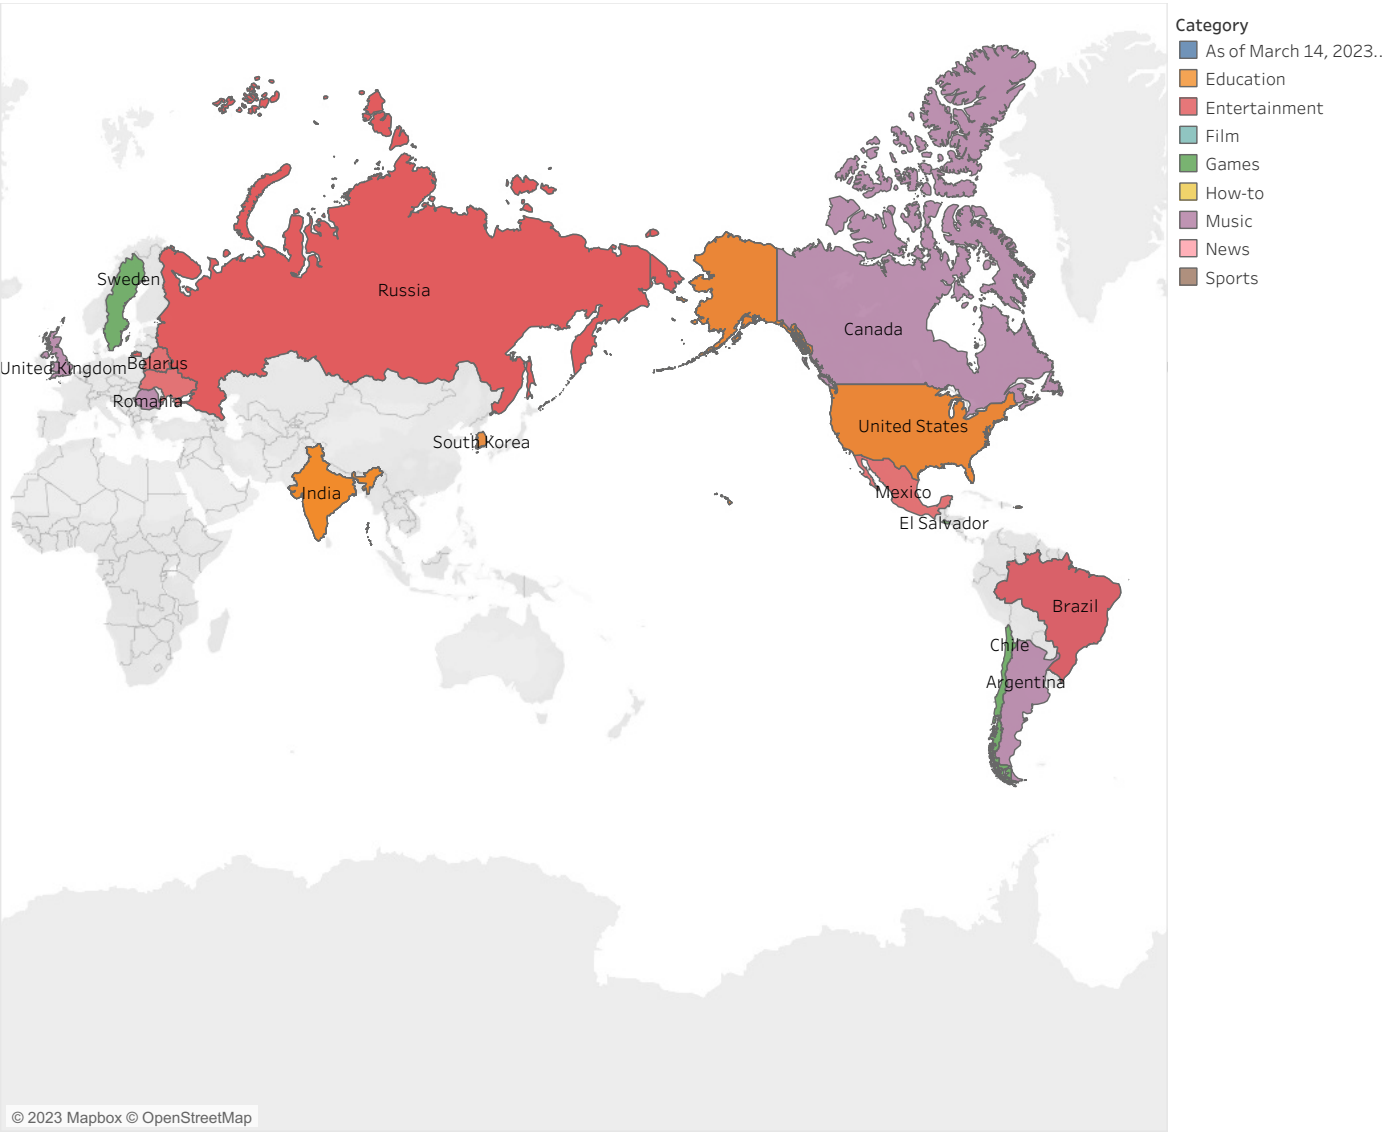 Category
As of March 14, 2023..
Education
Entertainment
Film
Games
How-to
Music
News
Sports
Sweden
Russia
Canada
United Kingdom
Belarus
Romania
United States
South Korea
India
Mexico
El Salvador
Brazil
Chile
Argentina
© 2023 Mapbox © OpenStreetMap